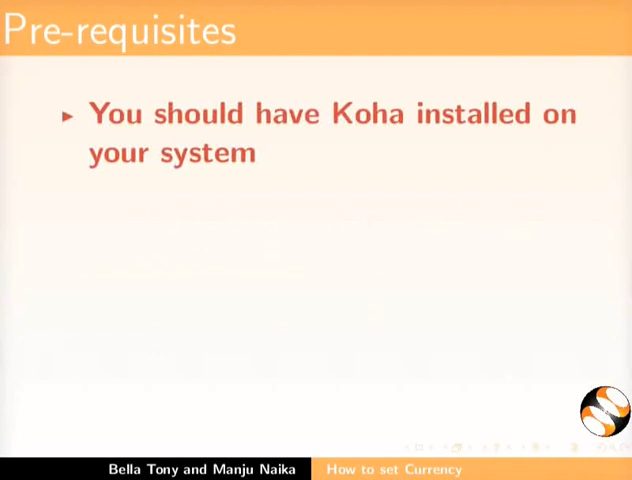 Pre-requisites
▶ You should have Koha installed on
your system
Bella Tony and Manju Naika How to set Currency